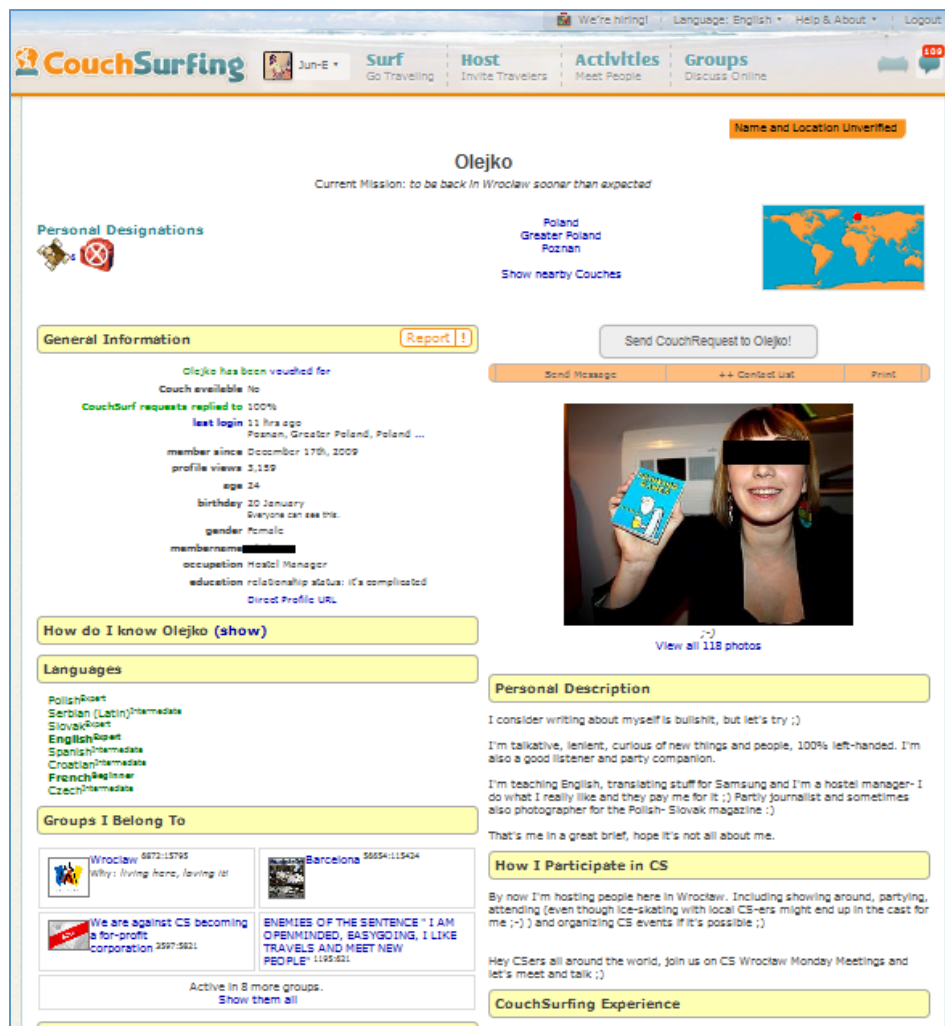 We're hiring!
Language: English
Help & About
Logout
CouchSurfing
Jun-E
Surf
Go Traveling
Host
Invite Travelers
Activities
Meet People
Groups
Discuss Online
109
Name and Location Unverified
Olejko
Current Mission: to be back in Wrocław sooner than expected
Personal Designations
s
Poland
Greater Poland
Poznan
Show nearby Couches
General Information
Report !
Olejko has been vouched for
Couch available No
CouchSurf requests replied to 100%
last login 11 hrs ago
Poznan, Greater Poland, Poland ...
member since December 17th, 2009
profile views 3,159
age 24
birthday 20 January
Everyone can see this.
gender Female
membername
occupation Hostel Manager
education relationship status: it's complicated
Direct Profile URL
How do I know Olejko (show)
Languages
Polish Expert
Serbian (Latin) Intermediate
Slovak Expert
English Expert
Spanish Intermediate
Croatian Intermediate
French Beginner
Czech Intermediate
Groups I Belong To
Wroclaw 6872:15795
Why: living here, loving it!
Barcelona 56654:115424
We are against CS becoming
a for-profit
corporation 3597:5821
ENEMIES OF THE SENTENCE " I AM
OPENMINDED, EASYGOING, I LIKE
TRAVELS AND MEET NEW
PEOPLE" 1195:621
Active in 8 more groups.
Show them all
Send CouchRequest to Olejko!
Send Message
++ Contact List
Print
;-)
View all 118 photos
Personal Description
I consider writing about myself is bullshit, but let's try ;)
I'm talkative, lenient, curious of new things and people, 100% left-handed. I'm
also a good listener and party companion.
I'm teaching English, translating stuff for Samsung and I'm a hostel manager- I
do what I really like and they pay me for it ;) Partly journalist and sometimes
also photographer for the Polish- Slovak magazine :)
That's me in a great brief, hope it's not all about me.
How I Participate in CS
By now I'm hosting people here in Wrocław. Including showing around, partying,
attending (even though ice-skating with local CS-ers might end up in the cast for
me ;-) ) and organizing CS events if it's possible ;)
Hey CSers all around the world, join us on CS Wrocław Monday Meetings and
let's meet and talk ;)
CouchSurfing Experience